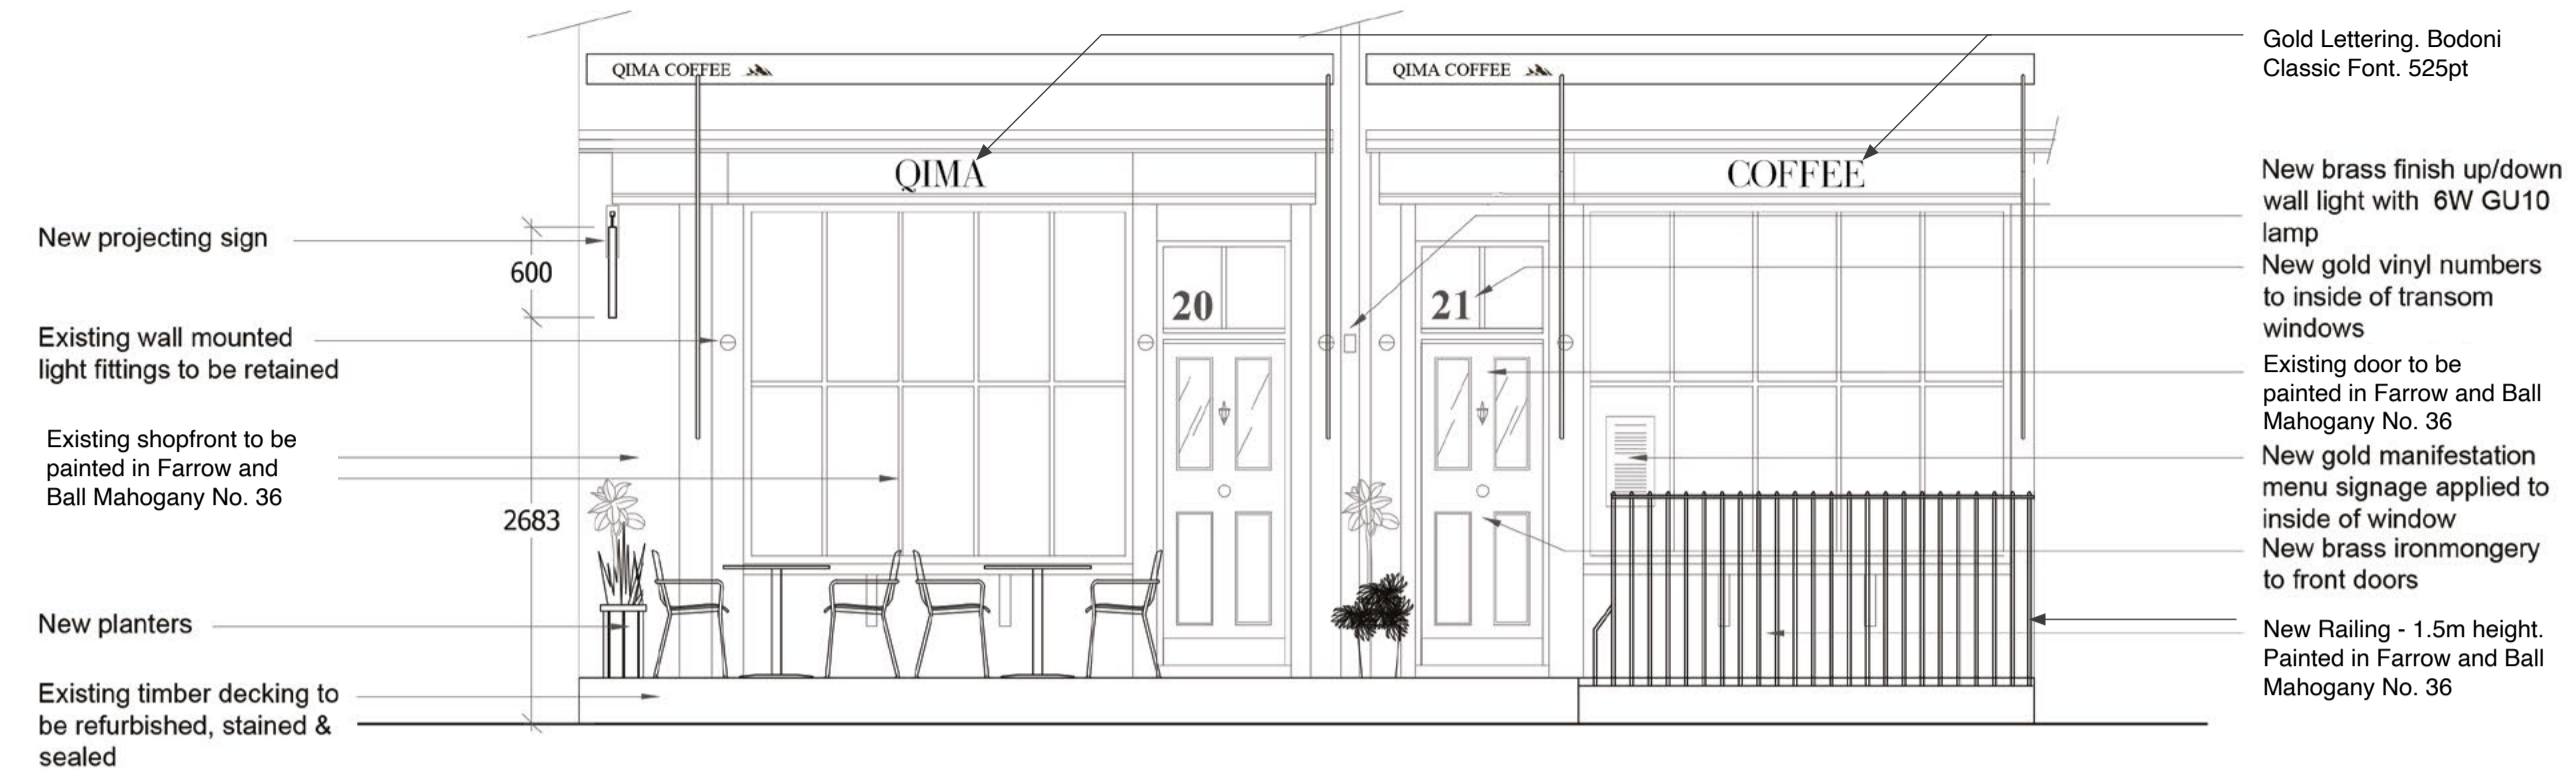 QIMA COFFEE
QIMA COFFEE
QIMA
COFFEE
20
21
New projecting sign
600
Existing wall mounted
light fittings to be retained
Existing shopfront to be
painted in Farrow and
Ball Mahogany No. 36
2683
New planters
Existing timber decking to
be refurbished, stained &
sealed
Gold Lettering. Bodoni
Classic Font. 525pt
New brass finish up/down
wall light with 6W GU10
lamp
New gold vinyl numbers
to inside of transom
windows
Existing door to be
painted in Farrow and Ball
Mahogany No. 36
New gold manifestation
menu signage applied to
inside of window
New brass ironmongery
to front doors
New Railing - 1.5m height.
Painted in Farrow and Ball
Mahogany No. 36